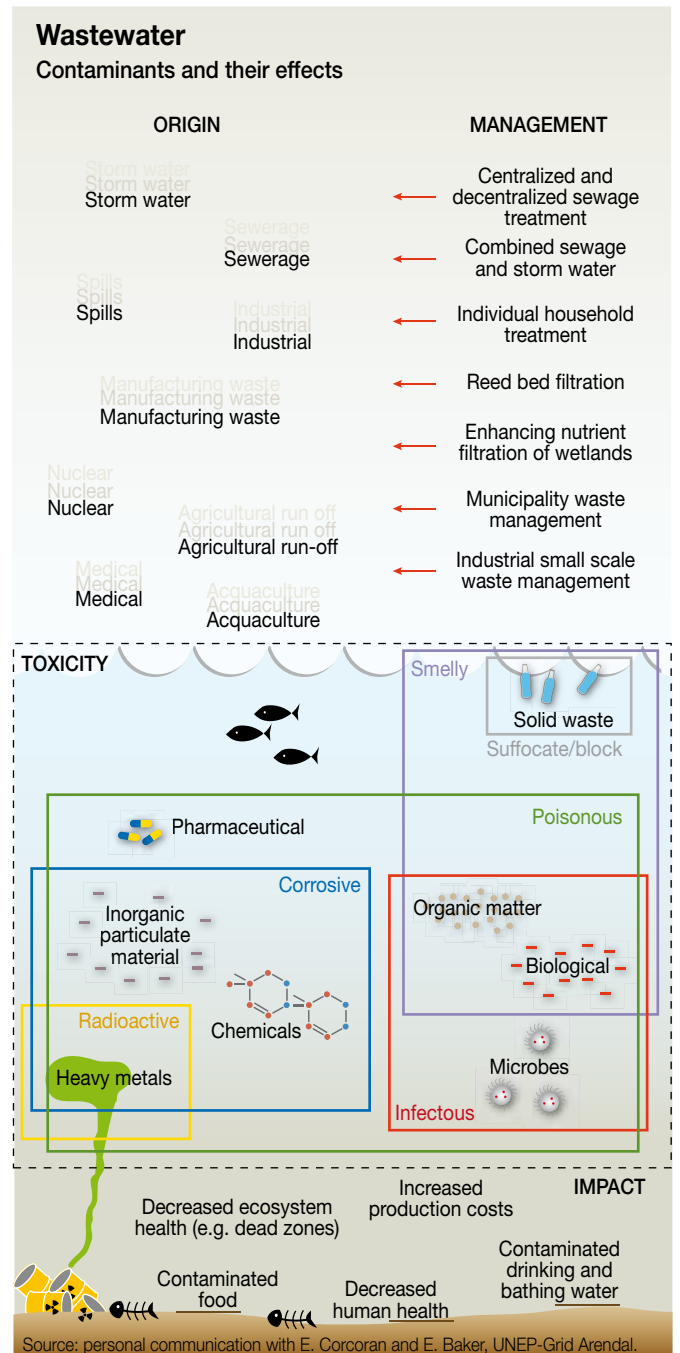 Wastewater
Contaminants and their effects
ORIGIN
MANAGEMENT
Storm water
Storm water
Storm water
Centralized and
decentralized sewage
treatment
Sewerage
Sewerage
Sewerage
Combined sewage
and storm water
Spills
Spills
Spills
Industrial
Industrial
Industrial
Individual household
treatment
Manufacturing waste
Manufacturing waste
Manufacturing waste
Reed bed filtration
Enhancing nutrient
filtration of wetlands
Nuclear
Nuclear
Nuclear
Agricultural run off
Agricultural run off
Agricultural run-off
Municipality waste
management
Medical
Medical
Medical
Acquaculture
Acquaculture
Acquaculture
Industrial small scale
waste management
TOXICITY
Smelly
Solid waste
Suffocate/block
Pharmaceutical
Poisonous
Corrosive
Inorganic
particulate
material
Organic matter
Biological
Radioactive
Chemicals
Heavy metals
Microbes
Infectous
IMPACT
Decreased ecosystem
health (e.g. dead zones)
Increased
production costs
Contaminated
food
Decreased
human health
Contaminated
drinking and
bathing water
Source: personal communication with E. Corcoran and E. Baker, UNEP-Grid Arendal.